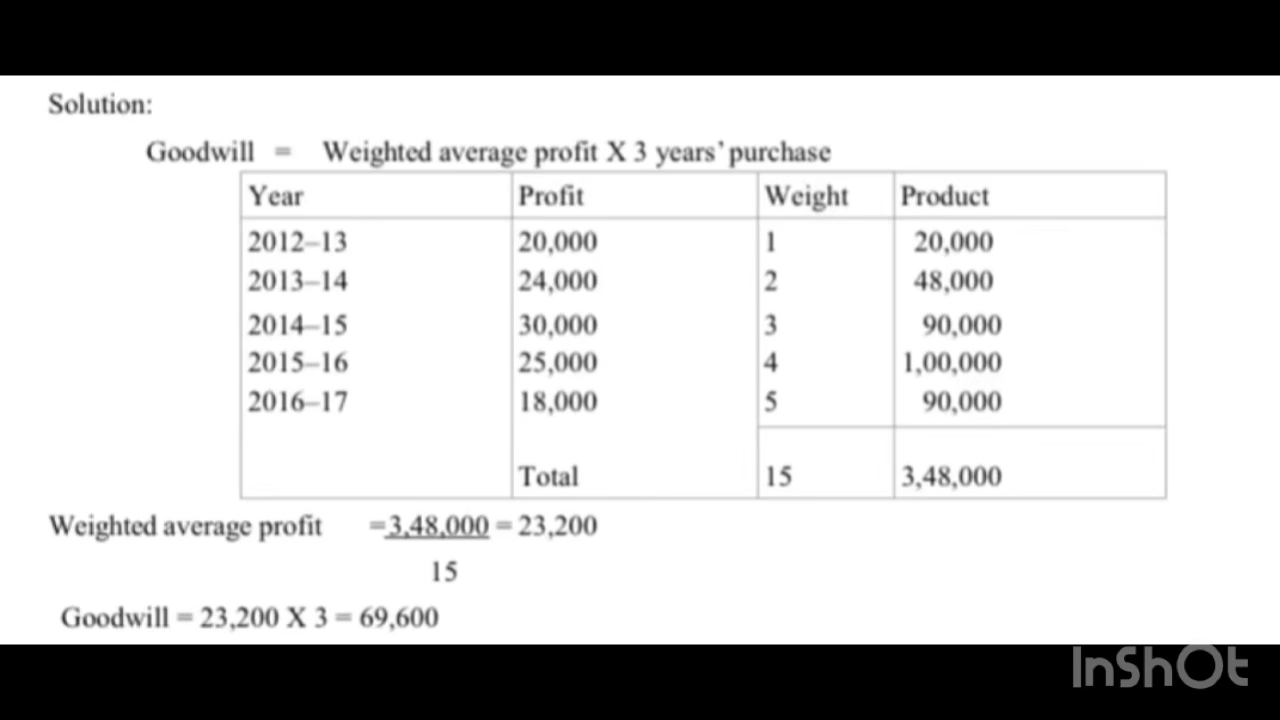 Solution:
Goodwill = Weighted average profit X 3 years' purchase
Year Profit Weight Product
2012–13 20,000 1 20,000
2013–14 24,000 2 48,000
2014–15 30,000 3 90,000
2015–16 25,000 4 1,00,000
2016–17 18,000 5 90,000
Total 15 3,48,000
Weighted average profit =3,48,000 = 23,200
15
Goodwill = 23,200 X 3 = 69,600
InShOt